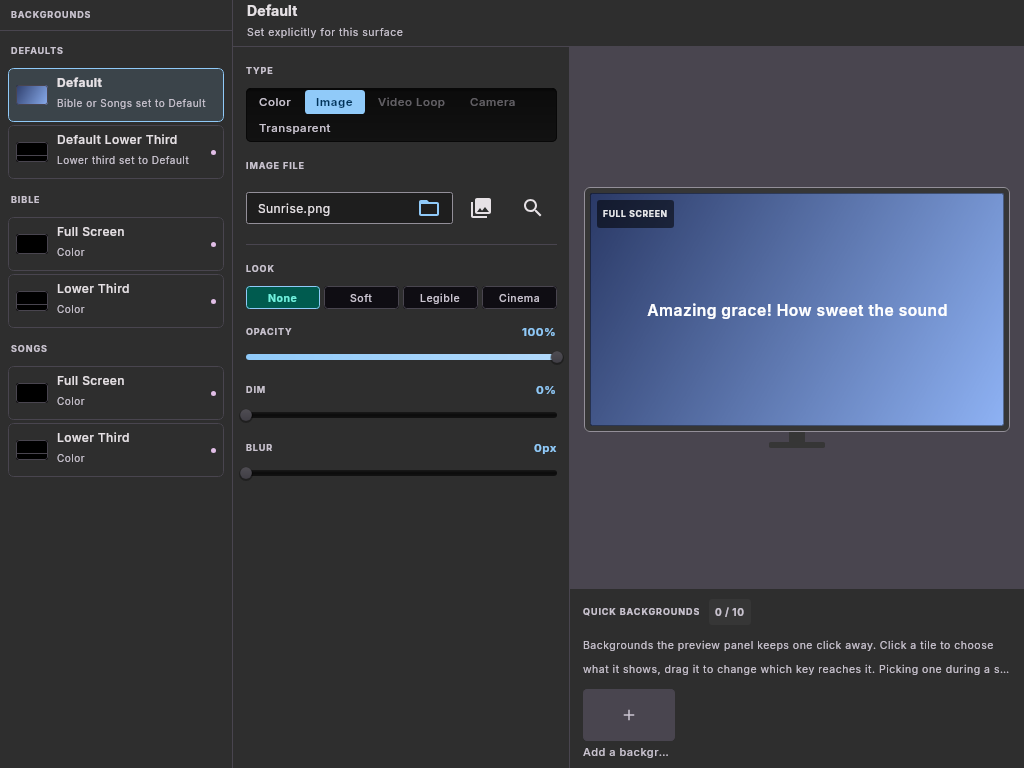 BACKGROUNDS
DEFAULTS
Default
Bible or Songs set to Default
Default Lower Third
Lower third set to Default
BIBLE
Full Screen
Color
Lower Third
Color
SONGS
Full Screen
Color
Lower Third
Color
Default
Set explicitly for this surface
TYPE
Color Image Video Loop Camera
Transparent
IMAGE FILE
Sunrise.png
LOOK
None Soft Legible Cinema
OPACITY 100%
DIM 0%
BLUR 0px
FULL SCREEN
Amazing grace! How sweet the sound
QUICK BACKGROUNDS 0 / 10
Backgrounds the preview panel keeps one click away. Click a tile to choose
what it shows, drag it to change which key reaches it. Picking one during a s...
+
Add a backgr...